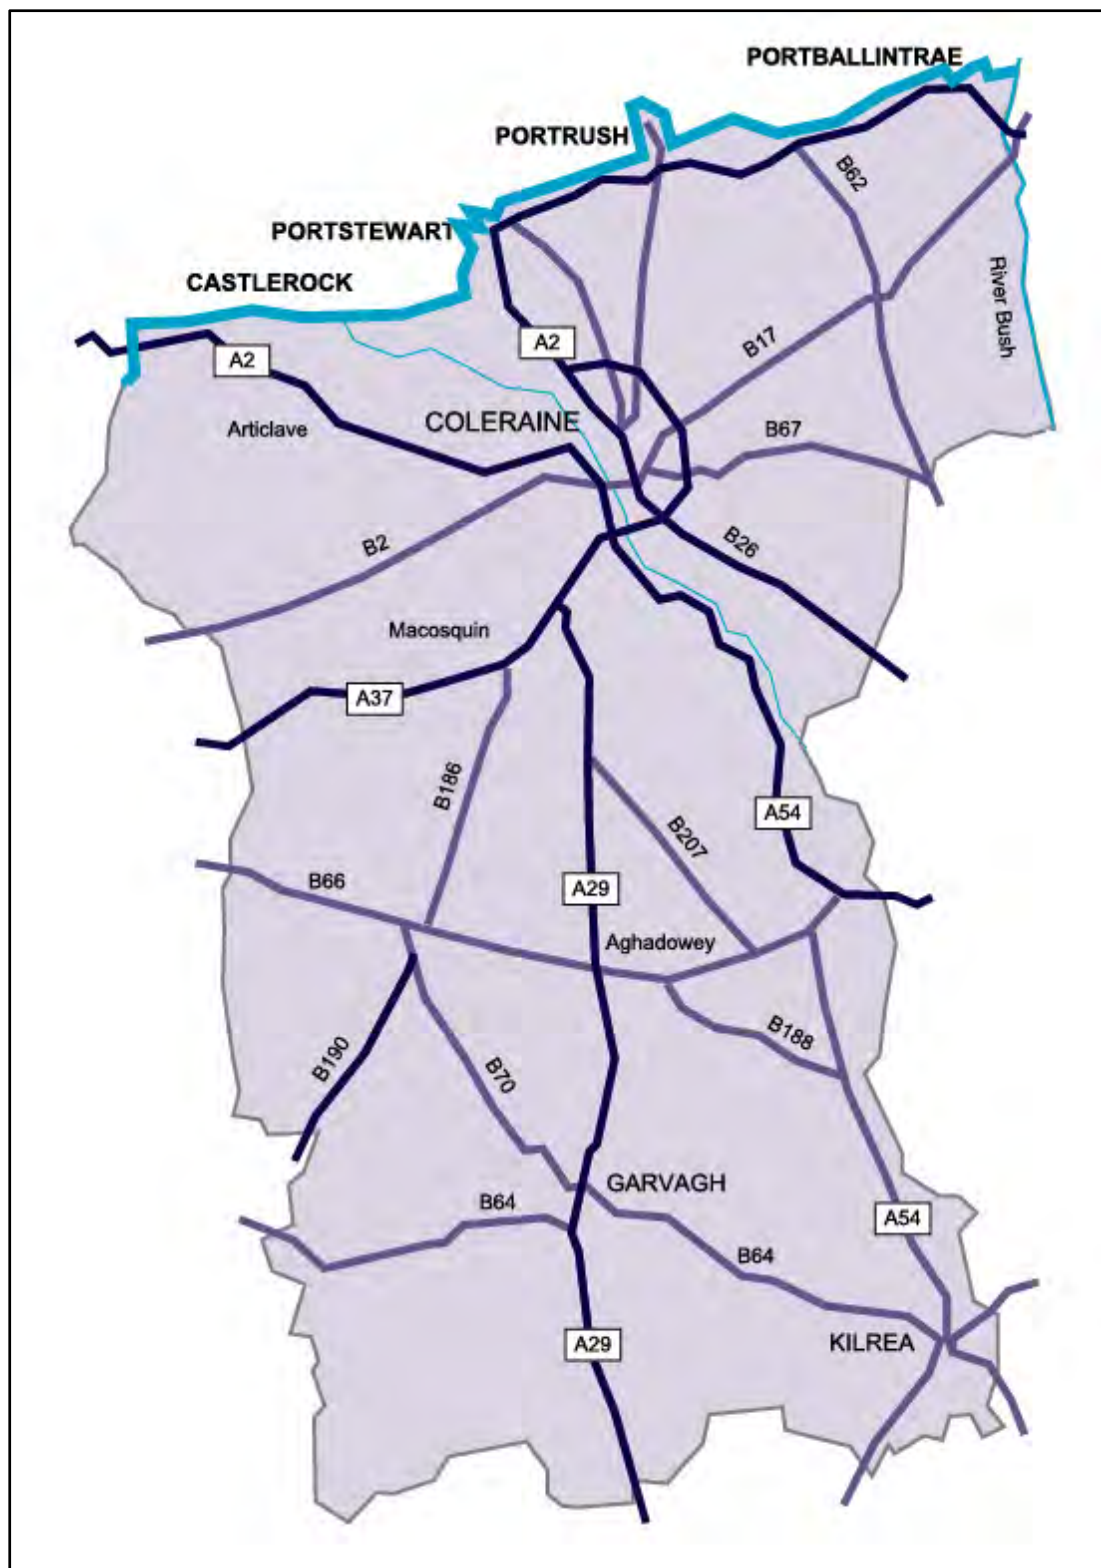 PORTBALLINTRAE
PORTRUSH
B62
PORTSTEWART
CASTLEROCK
River Bush
A2
A2
B17
Articlave
COLERAINE
B67
B2
B26
Macosquin
A37
B186
A54
B207
B66
A29
Aghadowey
B188
B190
B70
GARVAGH
B64
A54
B64
KILREA
A29